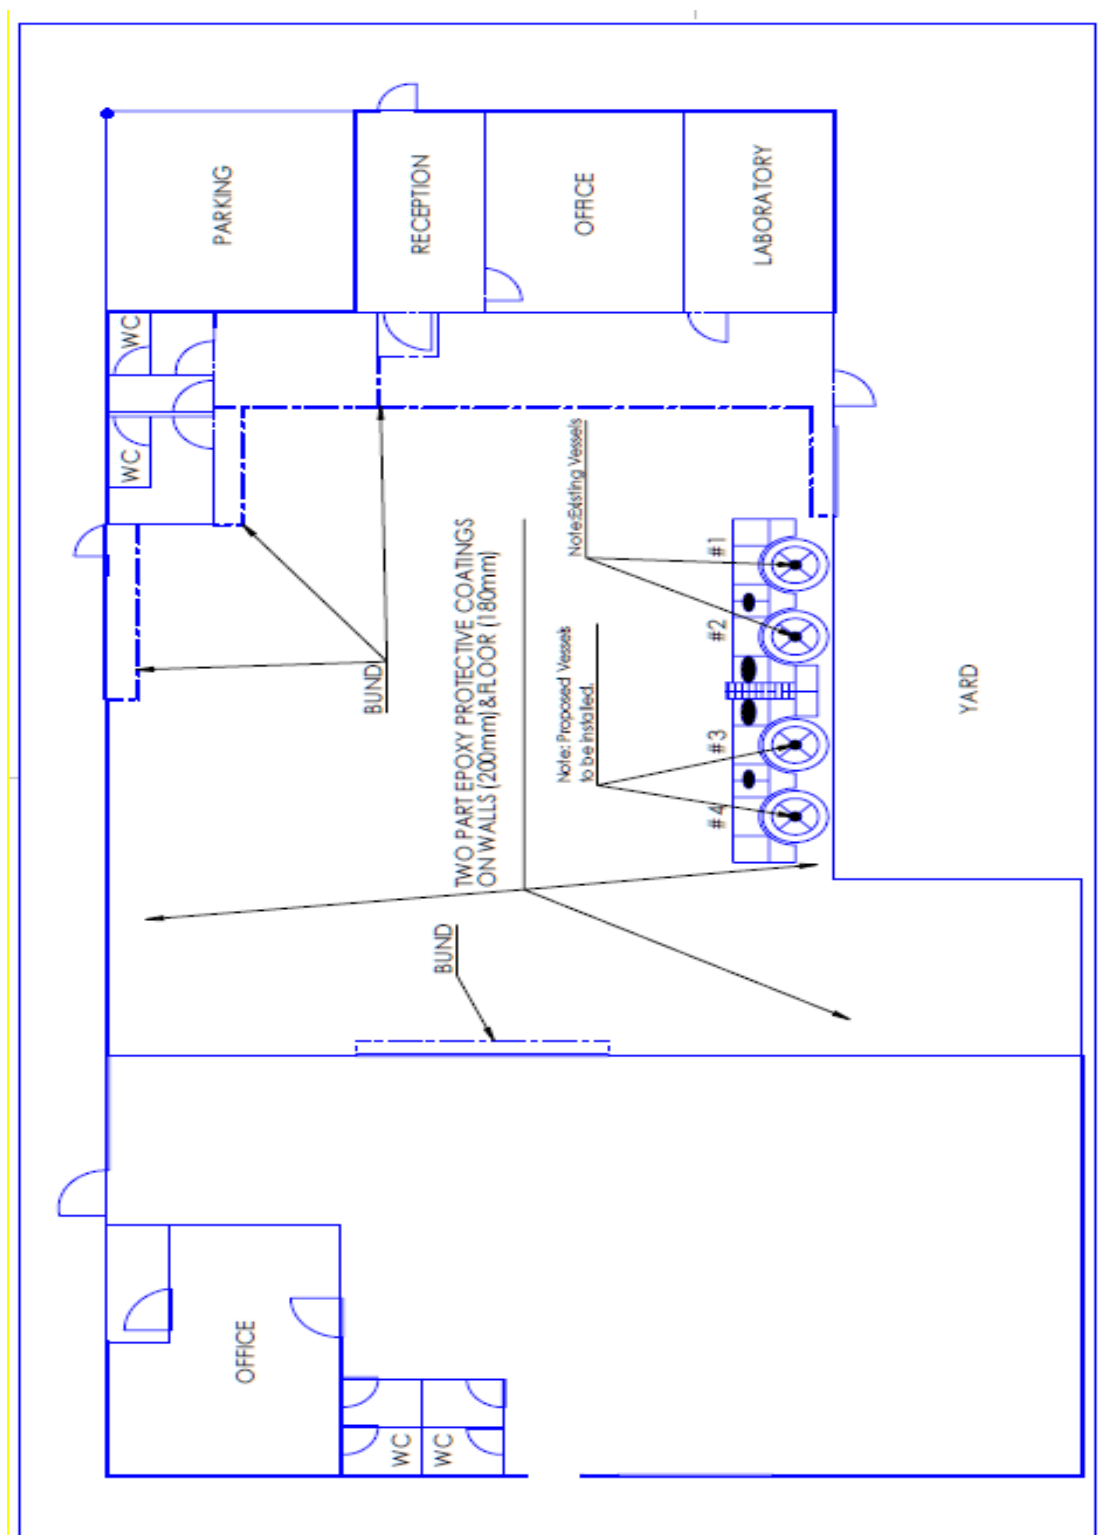 PARKING
RECEPTION
OFFICE
LABORATORY
WC
WC
BUND
TWO PART EPOXY PROTECTIVE COATINGS
ON WALLS (200mm) &FLOOR (180mm)
Note:Existing Vessels
Note: Proposed Vessels
to be installed.
#1
#2
#3
#4
YARD
BUND
OFFICE
WC
WC